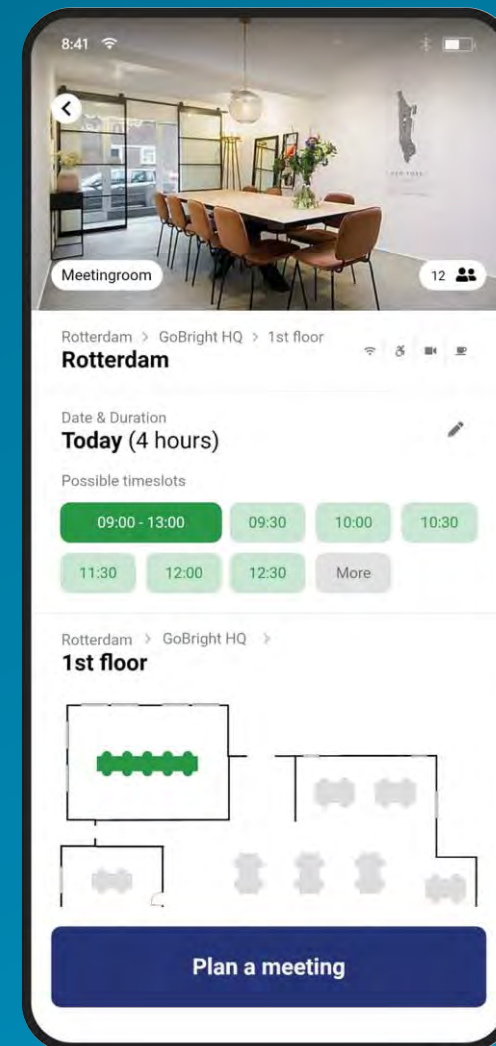 8:41
Meetingroom
12
Rotterdam > GoBright HQ > 1st floor
Rotterdam
Date & Duration
Today (4 hours)
Possible timeslots
09:00 - 13:00 09:30 10:00 10:30
11:30 12:00 12:30 More
Rotterdam > GoBright HQ >
1st floor
Plan a meeting